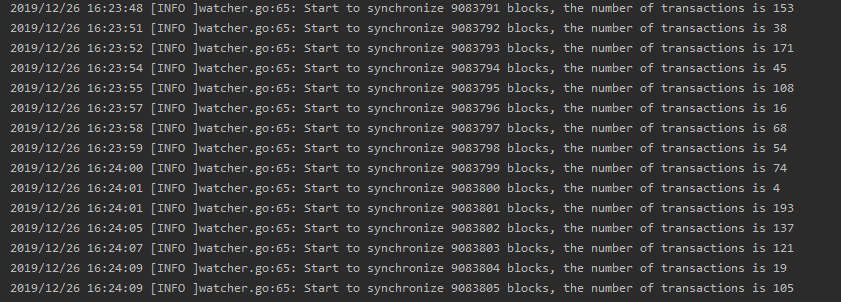 2019/12/26 16:23:48 [INFO ]watcher.go:65: Start to synchronize 9083791 blocks, the number of transactions is 153
2019/12/26 16:23:51 [INFO ]watcher.go:65: Start to synchronize 9083792 blocks, the number of transactions is 38
2019/12/26 16:23:52 [INFO ]watcher.go:65: Start to synchronize 9083793 blocks, the number of transactions is 171
2019/12/26 16:23:54 [INFO ]watcher.go:65: Start to synchronize 9083794 blocks, the number of transactions is 45
2019/12/26 16:23:55 [INFO ]watcher.go:65: Start to synchronize 9083795 blocks, the number of transactions is 108
2019/12/26 16:23:57 [INFO ]watcher.go:65: Start to synchronize 9083796 blocks, the number of transactions is 16
2019/12/26 16:23:58 [INFO ]watcher.go:65: Start to synchronize 9083797 blocks, the number of transactions is 68
2019/12/26 16:23:59 [INFO ]watcher.go:65: Start to synchronize 9083798 blocks, the number of transactions is 54
2019/12/26 16:24:00 [INFO ]watcher.go:65: Start to synchronize 9083799 blocks, the number of transactions is 74
2019/12/26 16:24:01 [INFO ]watcher.go:65: Start to synchronize 9083800 blocks, the number of transactions is 4
2019/12/26 16:24:01 [INFO ]watcher.go:65: Start to synchronize 9083801 blocks, the number of transactions is 193
2019/12/26 16:24:05 [INFO ]watcher.go:65: Start to synchronize 9083802 blocks, the number of transactions is 137
2019/12/26 16:24:07 [INFO ]watcher.go:65: Start to synchronize 9083803 blocks, the number of transactions is 121
2019/12/26 16:24:09 [INFO ]watcher.go:65: Start to synchronize 9083804 blocks, the number of transactions is 19
2019/12/26 16:24:09 [INFO ]watcher.go:65: Start to synchronize 9083805 blocks, the number of transactions is 105